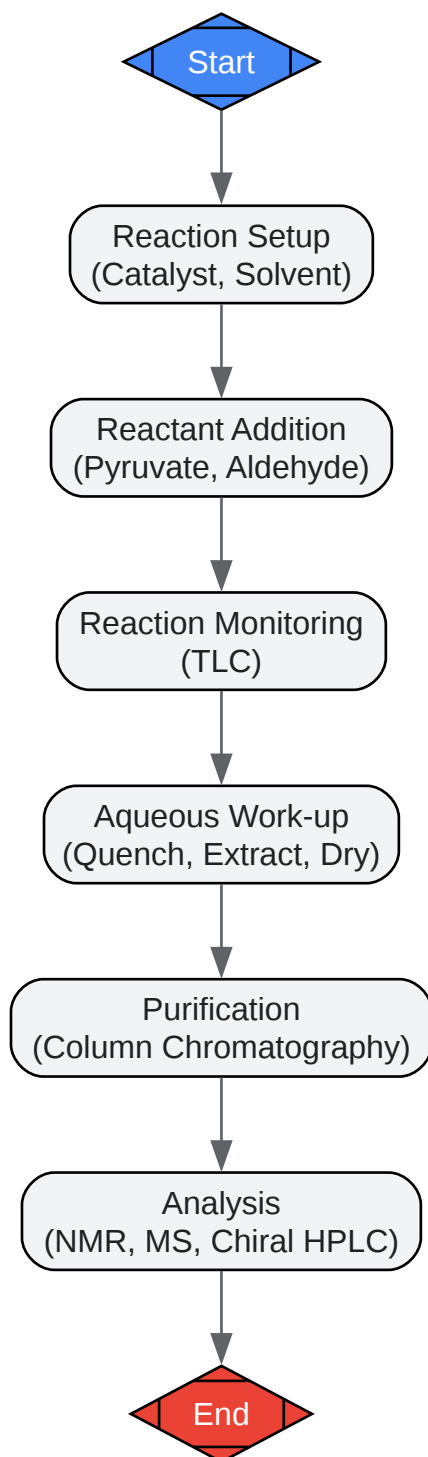 Start
Reaction Setup
(Catalyst, Solvent)
Reactant Addition
(Pyruvate, Aldehyde)
Reaction Monitoring
(TLC)
Aqueous Work-up
(Quench, Extract, Dry)
Purification
(Column Chromatography)
Analysis
(NMR, MS, Chiral HPLC)
End